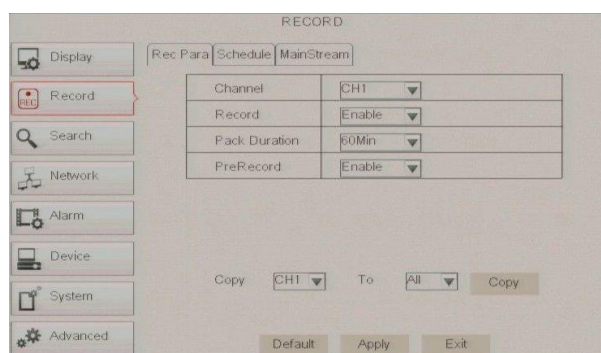 RECORD
Display
Record
REC
Search
Network
Alarm
Device
System
Advanced
Rec Para Schedule MainStream
Channel CH1
Record Enable
Pack Duration 60Min
PreRecord Enable
Copy CH1 To All Copy
Default Apply Exit